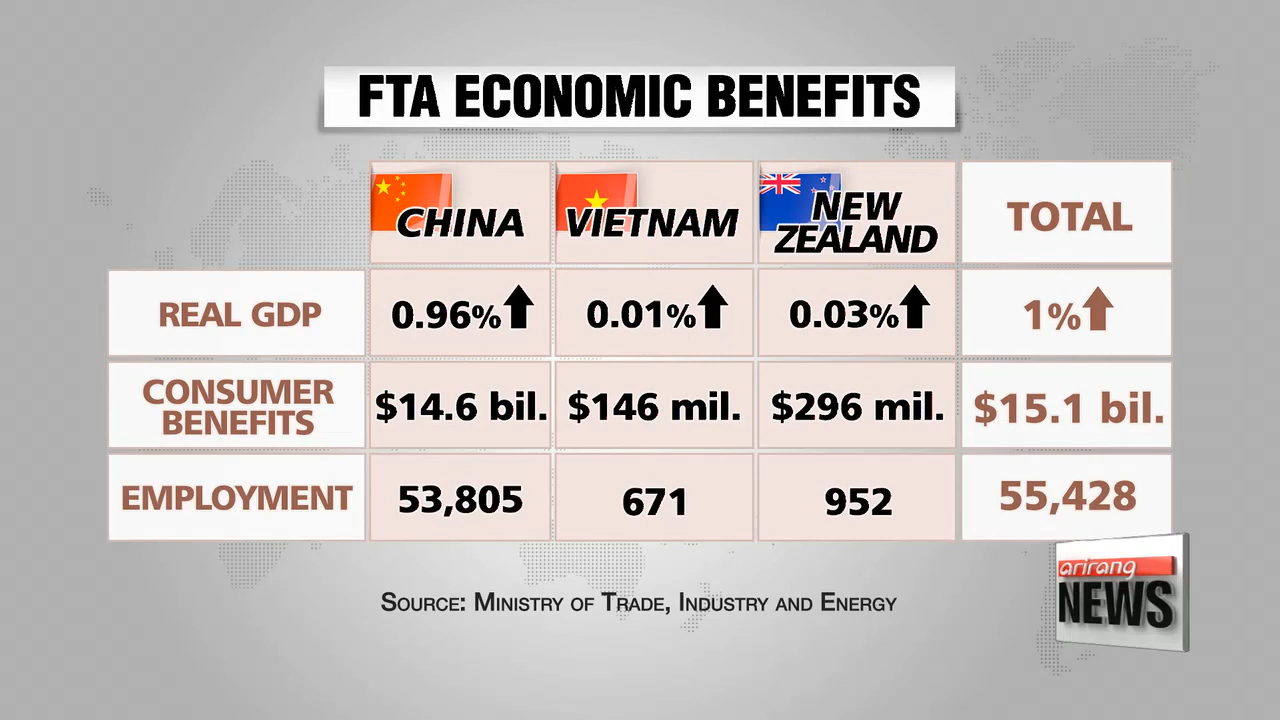 FTA ECONOMIC BENEFITS
CHINA
VIETNAM
NEW
ZEALAND
TOTAL
REAL GDP
0.96%
0.01%
0.03%
1%
CONSUMER
BENEFITS
$14.6 bil.
$146 mil.
$296 mil.
$15.1 bil.
EMPLOYMENT
53,805
671
952
55,428
SOURCE: MINISTRY OF TRADE, INDUSTRY AND ENERGY
arirang
NEWS